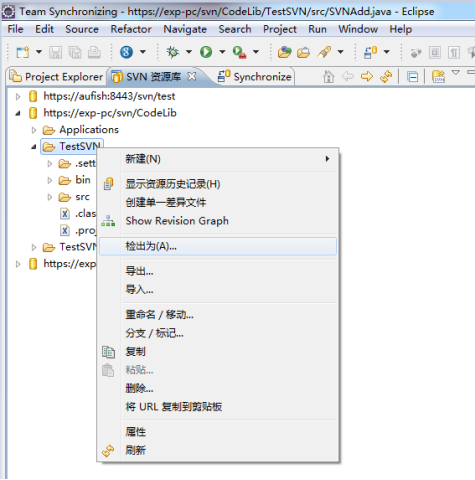 Team Synchronizing - https://exp-pc/svn/CodeLib/TestSVN/src/SVNAdd.java - Eclipse
File Edit Source Refactor Navigate Search Project Run Window Help
Project Explorer SVN 资源库 Synchronize
https://aufish:8443/svn/test
https://exp-pc/svn/CodeLib
Applications
TestSVN
.sett
bin
src
.clas
.proj
TestSVN
https://exp
新建(N)
显示资源历史记录(H)
创建单一差异文件
Show Revision Graph
检出为(A)...
导出...
导入...
重命名 / 移动...
分支 / 标记...
复制
粘贴...
删除...
将 URL 复制到剪贴板
属性
刷新